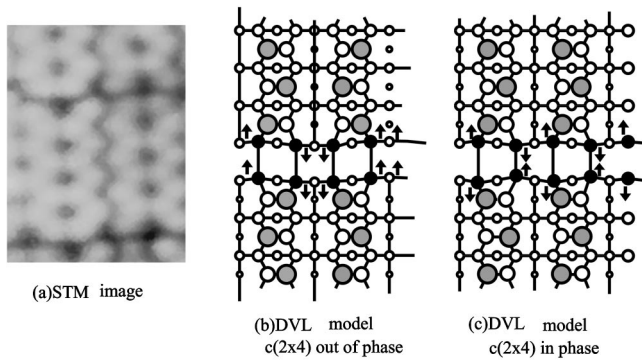 (a)STM image
(b)DVL model
c(2x4) out of phase
(c)DVL model
c(2x4) in phase